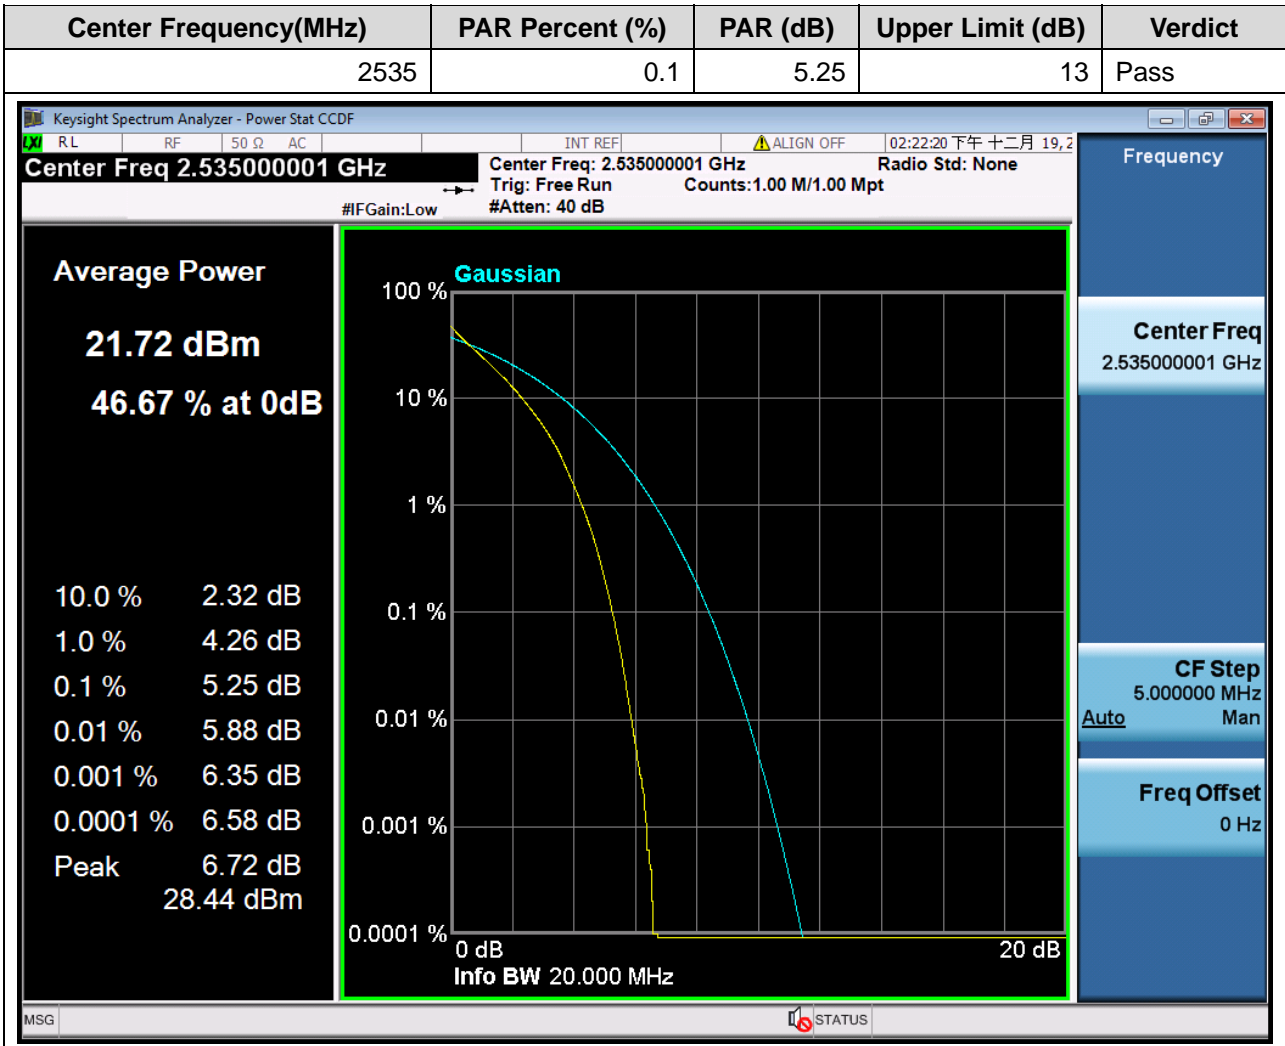 Center Frequency(MHz) PAR Percent (%) PAR (dB) Upper Limit (dB) Verdict
2535 0.1 5.25 13 Pass
Keysight Spectrum Analyzer - Power Stat CCDF
LXI RL RF 50 Ω AC INT REF ALIGN OFF 02:22:20 下午 十二月 19, 2
Center Freq 2.535000001 GHz
Center Freq: 2.535000001 GHz Radio Std: None
Trig: Free Run Counts:1.00 M/1.00 Mpt
#IFGain:Low #Atten: 40 dB
Frequency
Average Power
21.72 dBm
46.67 % at 0dB
10.0 % 2.32 dB
1.0 % 4.26 dB
0.1 % 5.25 dB
0.01 % 5.88 dB
0.001 % 6.35 dB
0.0001 % 6.58 dB
Peak 6.72 dB
28.44 dBm
Gaussian
100 %
10 %
1 %
0.1 %
0.01 %
0.001 %
0.0001 %
0 dB 20 dB
Info BW 20.000 MHz
Center Freq
2.535000001 GHz
CF Step
5.000000 MHz
Auto Man
Freq Offset
0 Hz
MSG STATUS